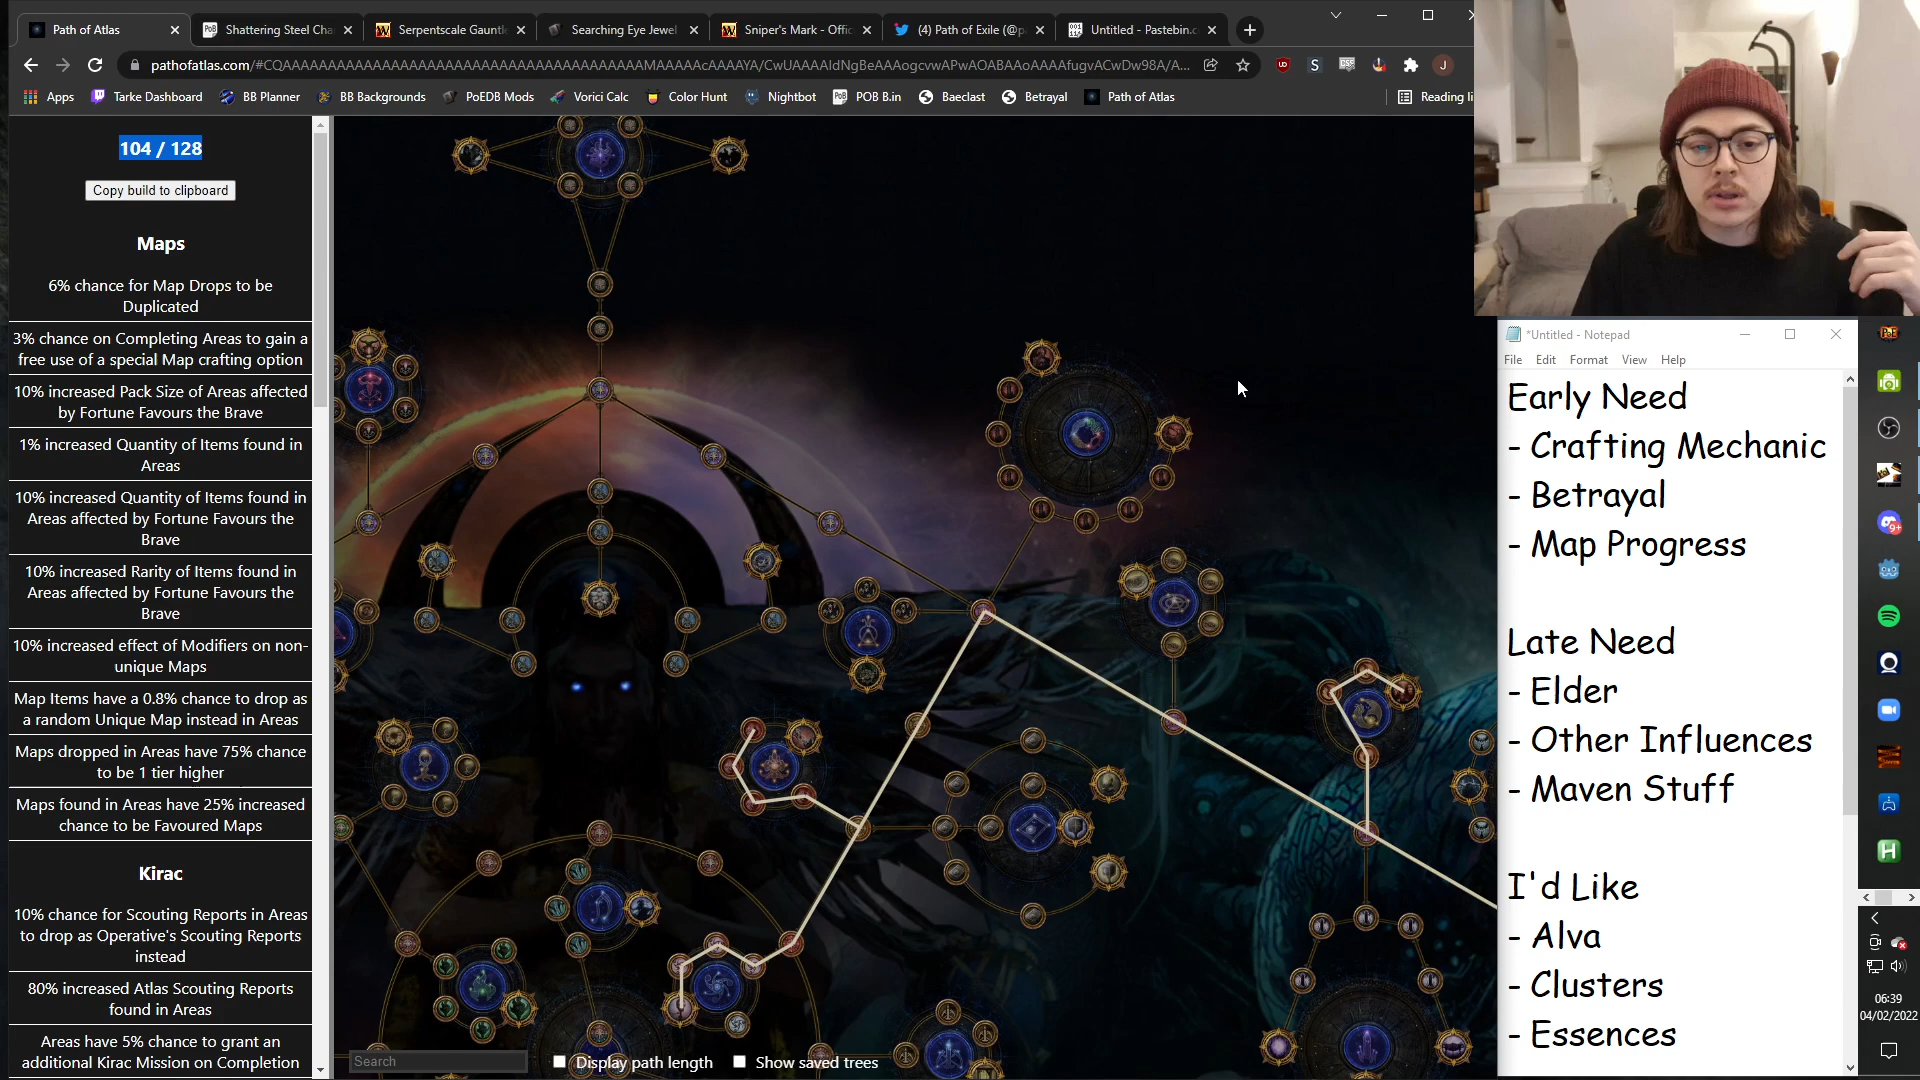 Path of Atlas
Shattering Steel Cha
Serpentscale Gauntle
Searching Eye Jewel
Sniper's Mark - Offic
(4) Path of Exile (@pa
Untitled - Pastebin.c
pathofatlas.com/#CQAAAAAAAAAAAAAAAAAAAAAAAAAAAAAAAAAAAAAAMAAAAAcAAAAYA/CwUAAAAIdNgBeAAAogcvwAPwAOABAAoAAAAfugvACwDw98A/A...
Apps
Tarke Dashboard
BB Planner
BB Backgrounds
PoEDB Mods
Vorici Calc
Color Hunt
Nightbot
POB B.in
Baeclast
Betrayal
Path of Atlas
Reading li
104 / 128
Copy build to clipboard
Maps
6% chance for Map Drops to be
Duplicated
3% chance on Completing Areas to gain a
free use of a special Map crafting option
10% increased Pack Size of Areas affected
by Fortune Favours the Brave
1% increased Quantity of Items found in
Areas
10% increased Quantity of Items found in
Areas affected by Fortune Favours the
Brave
10% increased Rarity of Items found in
Areas affected by Fortune Favours the
Brave
10% increased effect of Modifiers on non-
unique Maps
Map Items have a 0.8% chance to drop as
a random Unique Map instead in Areas
Maps dropped in Areas have 75% chance
to be 1 tier higher
Maps found in Areas have 25% increased
chance to be Favoured Maps
Kirac
10% chance for Scouting Reports in Areas
to drop as Operative's Scouting Reports
instead
80% increased Atlas Scouting Reports
found in Areas
Areas have 5% chance to grant an
additional Kirac Mission on Completion
Search
Display path length
Show saved trees
*Untitled - Notepad
File Edit Format View Help
Early Need
- Crafting Mechanic
- Betrayal
- Map Progress
Late Need
- Elder
- Other Influences
- Maven Stuff
I'd Like
- Alva
- Clusters
- Essences
06:39
04/02/2022